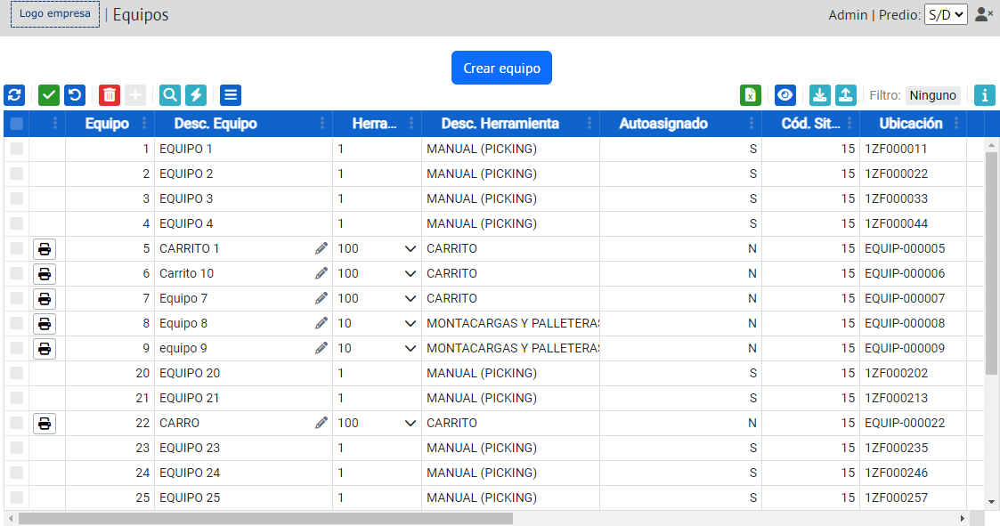 Logo empresa | Equipos Admin | Predio: S/D
Crear equipo
Filtro: Ninguno
Equipo Desc. Equipo Herra... Desc. Herramienta Autoasignado Cód. Sit... Ubicación
1 EQUIPO 1 1 MANUAL (PICKING) S 15 1ZF000011
2 EQUIPO 2 1 MANUAL (PICKING) S 15 1ZF000022
3 EQUIPO 3 1 MANUAL (PICKING) S 15 1ZF000033
4 EQUIPO 4 1 MANUAL (PICKING) S 15 1ZF000044
5 CARRITO 1 100 CARRITO N 15 EQUIP-000005
6 Carrito 10 100 CARRITO N 15 EQUIP-000006
7 Equipo 7 100 CARRITO N 15 EQUIP-000007
8 Equipo 8 10 MONTACARGAS Y PALLETERAS N 15 EQUIP-000008
9 equipo 9 10 MONTACARGAS Y PALLETERAS N 15 EQUIP-000009
20 EQUIPO 20 1 MANUAL (PICKING) S 15 1ZF000202
21 EQUIPO 21 1 MANUAL (PICKING) S 15 1ZF000213
22 CARRO 100 CARRITO N 15 EQUIP-000022
23 EQUIPO 23 1 MANUAL (PICKING) S 15 1ZF000235
24 EQUIPO 24 1 MANUAL (PICKING) S 15 1ZF000246
25 EQUIPO 25 1 MANUAL (PICKING) S 15 1ZF000257